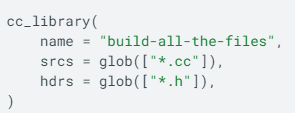 cc_library(
    name = "build-all-the-files",
    srcs = glob(["*.cc"]),
    hdrs = glob(["*.h"]),
)